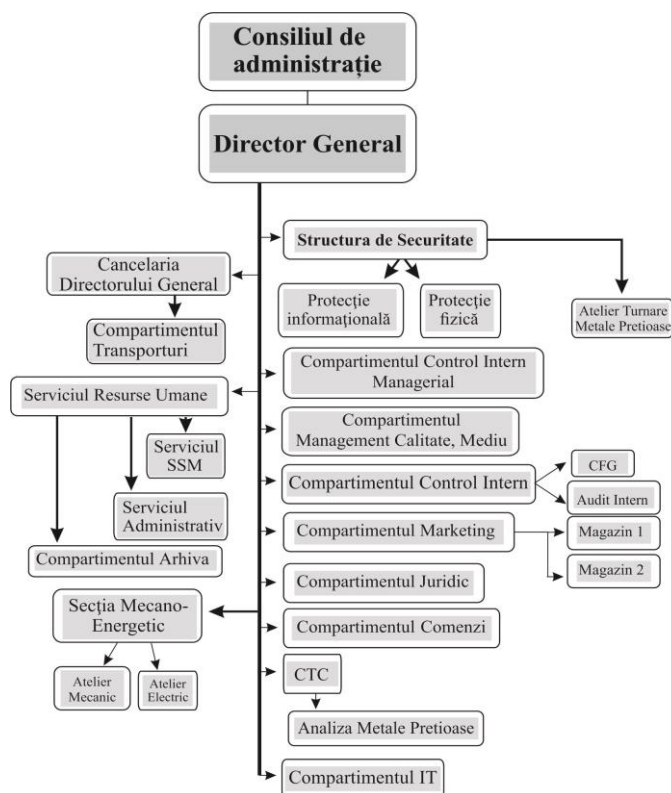 Consiliul de
administrație
Director General
Structura de Securitate
Cancelaria
Directorului General
Protecție
informațională
Protecție
fizică
Atelier Turnare
Metale Pretioase
Compartimentul
Transporturi
Compartimentul Control Intern
Managerial
Serviciul Resurse Umane
Compartimentul
Management Calitate, Mediu
Serviciul
SSM
Compartimentul Control Intern
CFG
Audit Intern
Serviciul
Administrativ
Compartimentul Marketing
Magazin 1
Magazin 2
Compartimentul Arhiva
Compartimentul Juridic
Secția Mecano-
Energetic
Compartimentul Comenzi
Atelier
Mecanic
Atelier
Electric
CTC
Analiza Metale Pretioase
Compartimentul IT